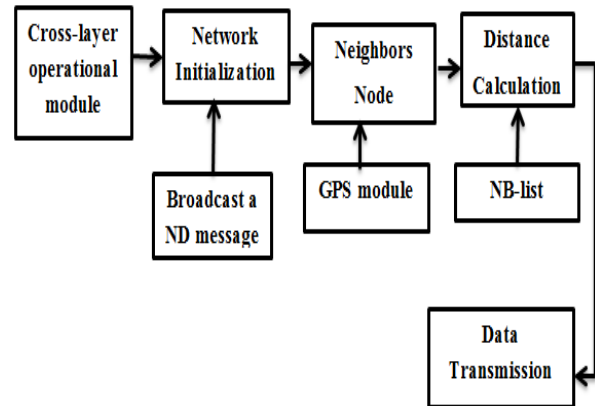 Cross-layer
operational
module
Network
Initialization
Neighbors
Node
Distance
Calculation
Broadcast a
ND message
GPS module
NB-list
Data
Transmission